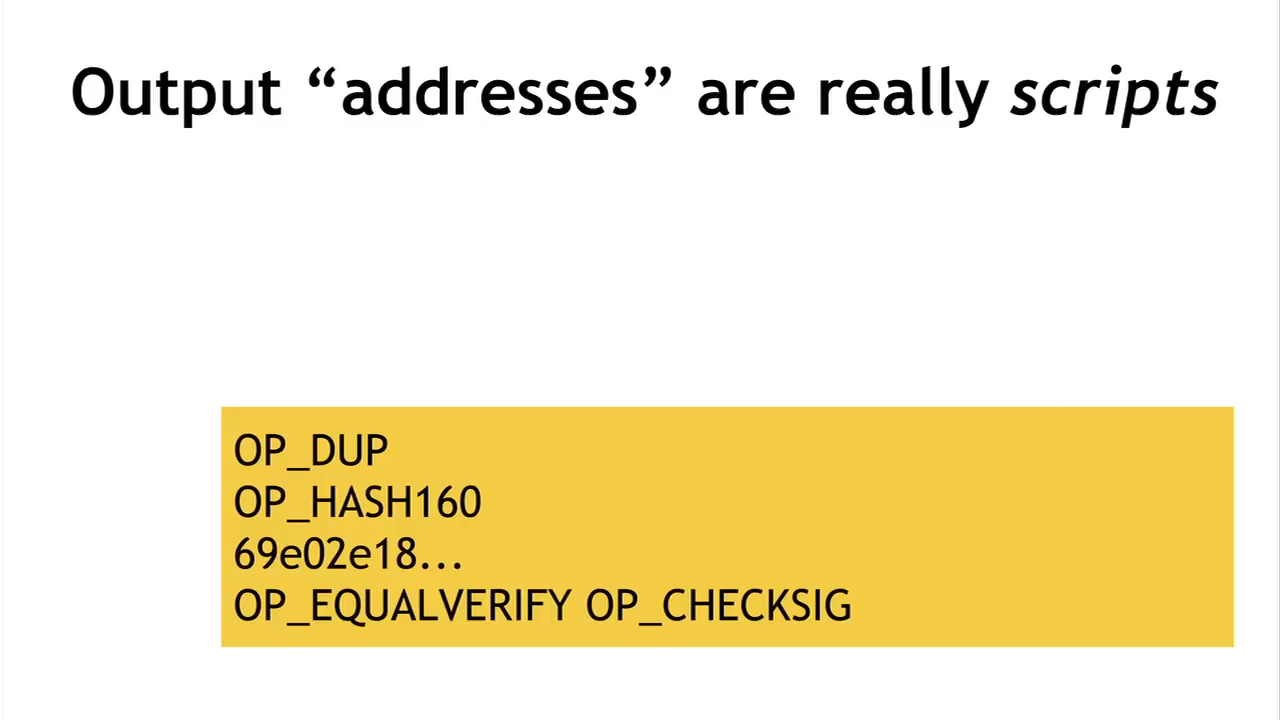 Output “addresses” are really scripts
OP_DUP
OP_HASH160
69e02e18...
OP_EQUALVERIFY OP_CHECKSIG